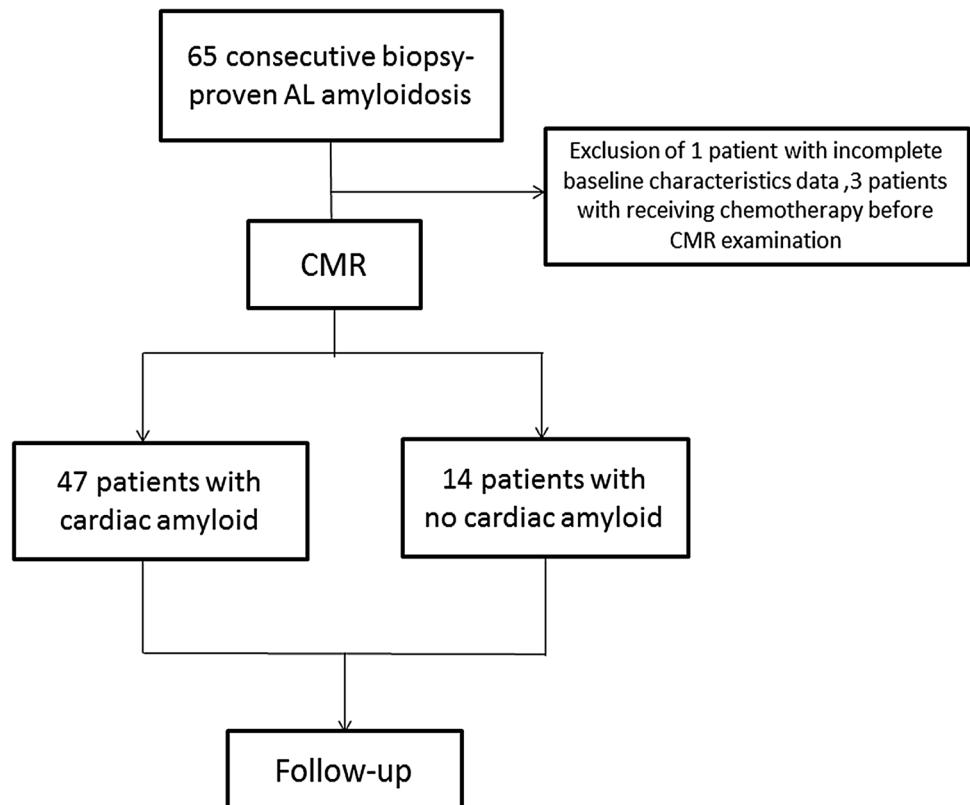 65 consecutive biopsy-
proven AL amyloidosis
Exclusion of 1 patient with incomplete
baseline characteristics data ,3 patients
with receiving chemotherapy before
CMR examination
CMR
47 patients with
cardiac amyloid
14 patients with
no cardiac amyloid
Follow-up